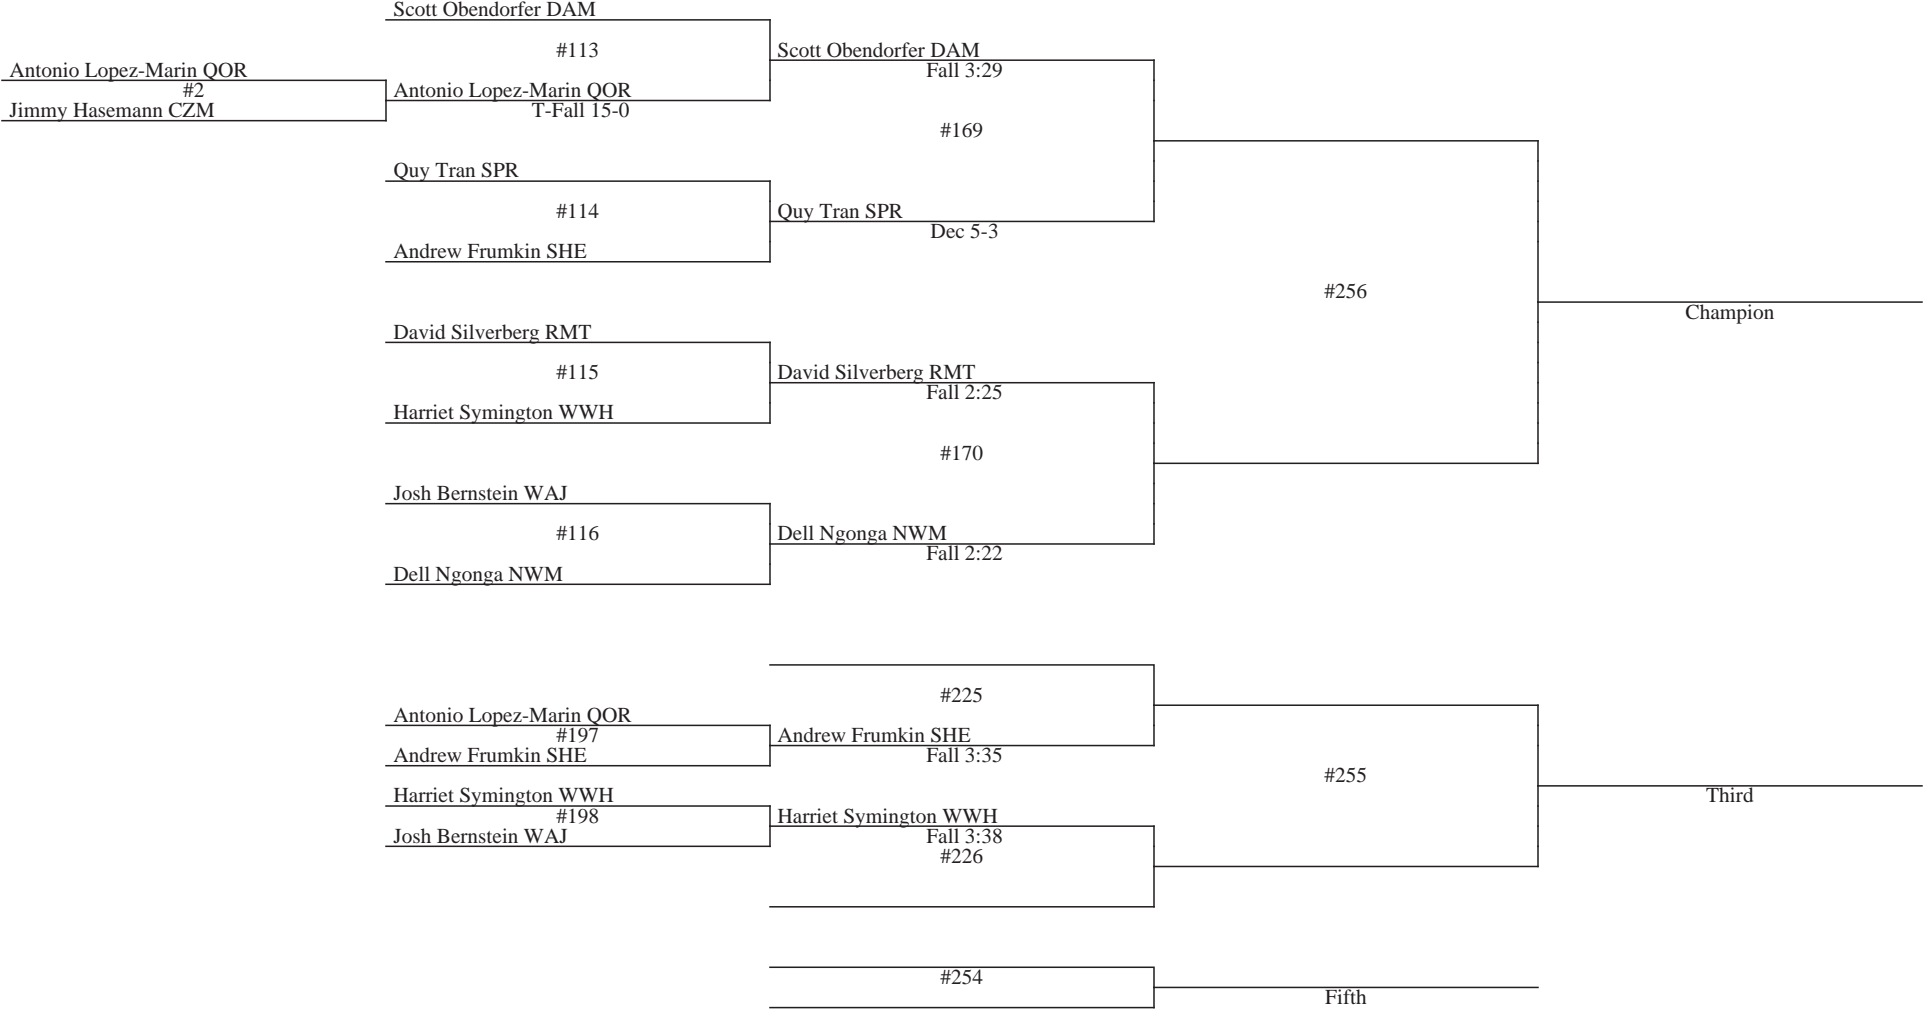 Scott Obendorfer DAM
#113
Scott Obendorfer DAM
Fall 3:29
Antonio Lopez-Marin QOR
#2
Jimmy Hasemann CZM
Antonio Lopez-Marin QOR
T-Fall 15-0
#169
Quy Tran SPR
#114
Quy Tran SPR
Dec 5-3
Andrew Frumkin SHE
#256
Champion
David Silverberg RMT
#115
David Silverberg RMT
Fall 2:25
Harriet Symington WWH
#170
Josh Bernstein WAJ
#116
Dell Ngonga NWM
Fall 2:22
Dell Ngonga NWM
#225
Antonio Lopez-Marin QOR
#197
Andrew Frumkin SHE
Andrew Frumkin SHE
Fall 3:35
#255
Third
Harriet Symington WWH
#198
Josh Bernstein WAJ
Harriet Symington WWH
Fall 3:38
#226
#254
Fifth